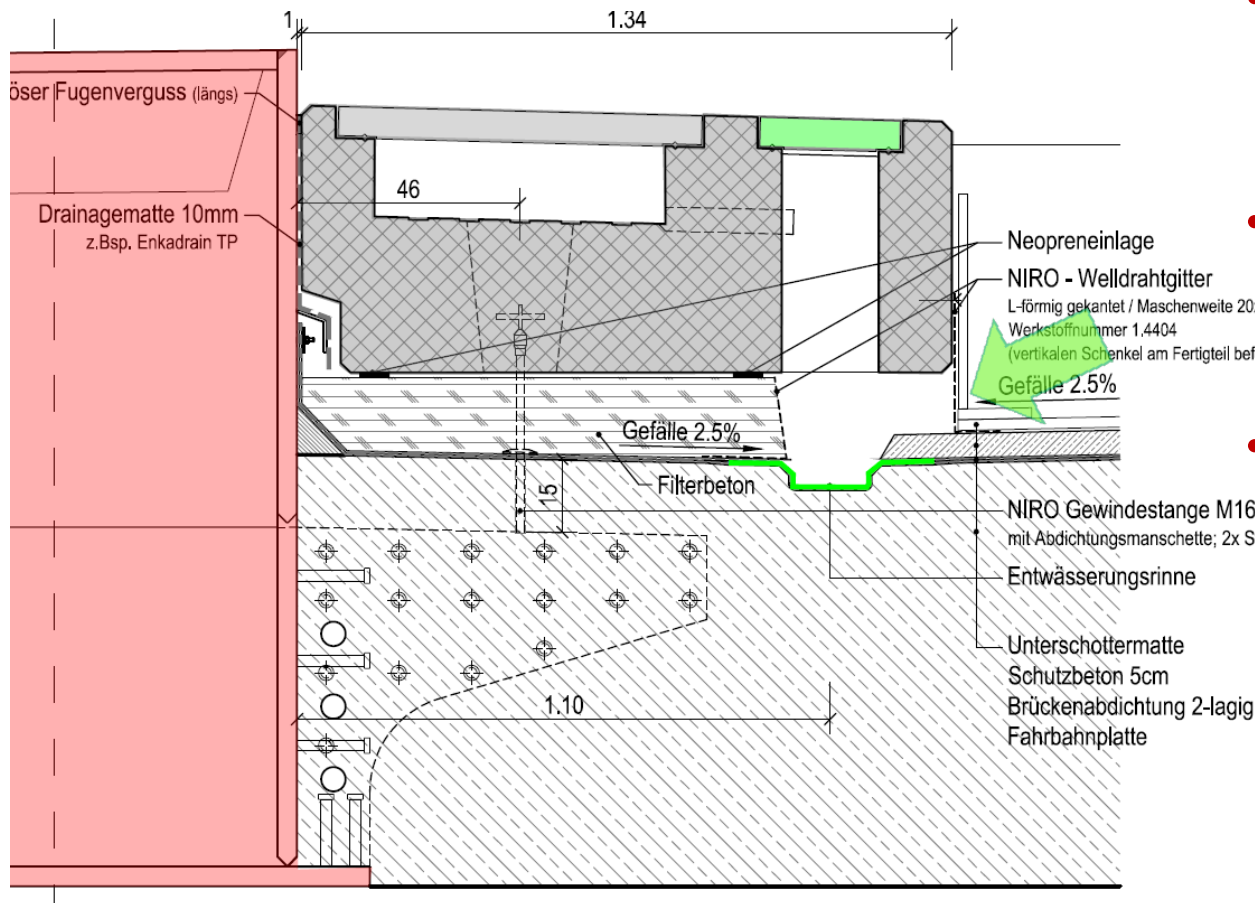 1
1.34
öser Fugenverguss (längs)
46
Drainagematte 10mm
z.Bsp. Enkadrain TP
Neopreneinlage
NIRO - Welldrahtgitter
L-förmig gekantet / Maschenweite 20
Werkstoffnummer 1.4404
(vertikalen Schenkel am Fertigteil bef
Gefälle 2.5%
Gefälle 2.5%
Filterbeton
15
NIRO Gewindestange M16
mit Abdichtungsmanschette; 2x S
Entwässerungsrinne
Unterschottermatte
Schutzbeton 5cm
1.10
Brückenabdichtung 2-lagig
Fahrbahnplatte